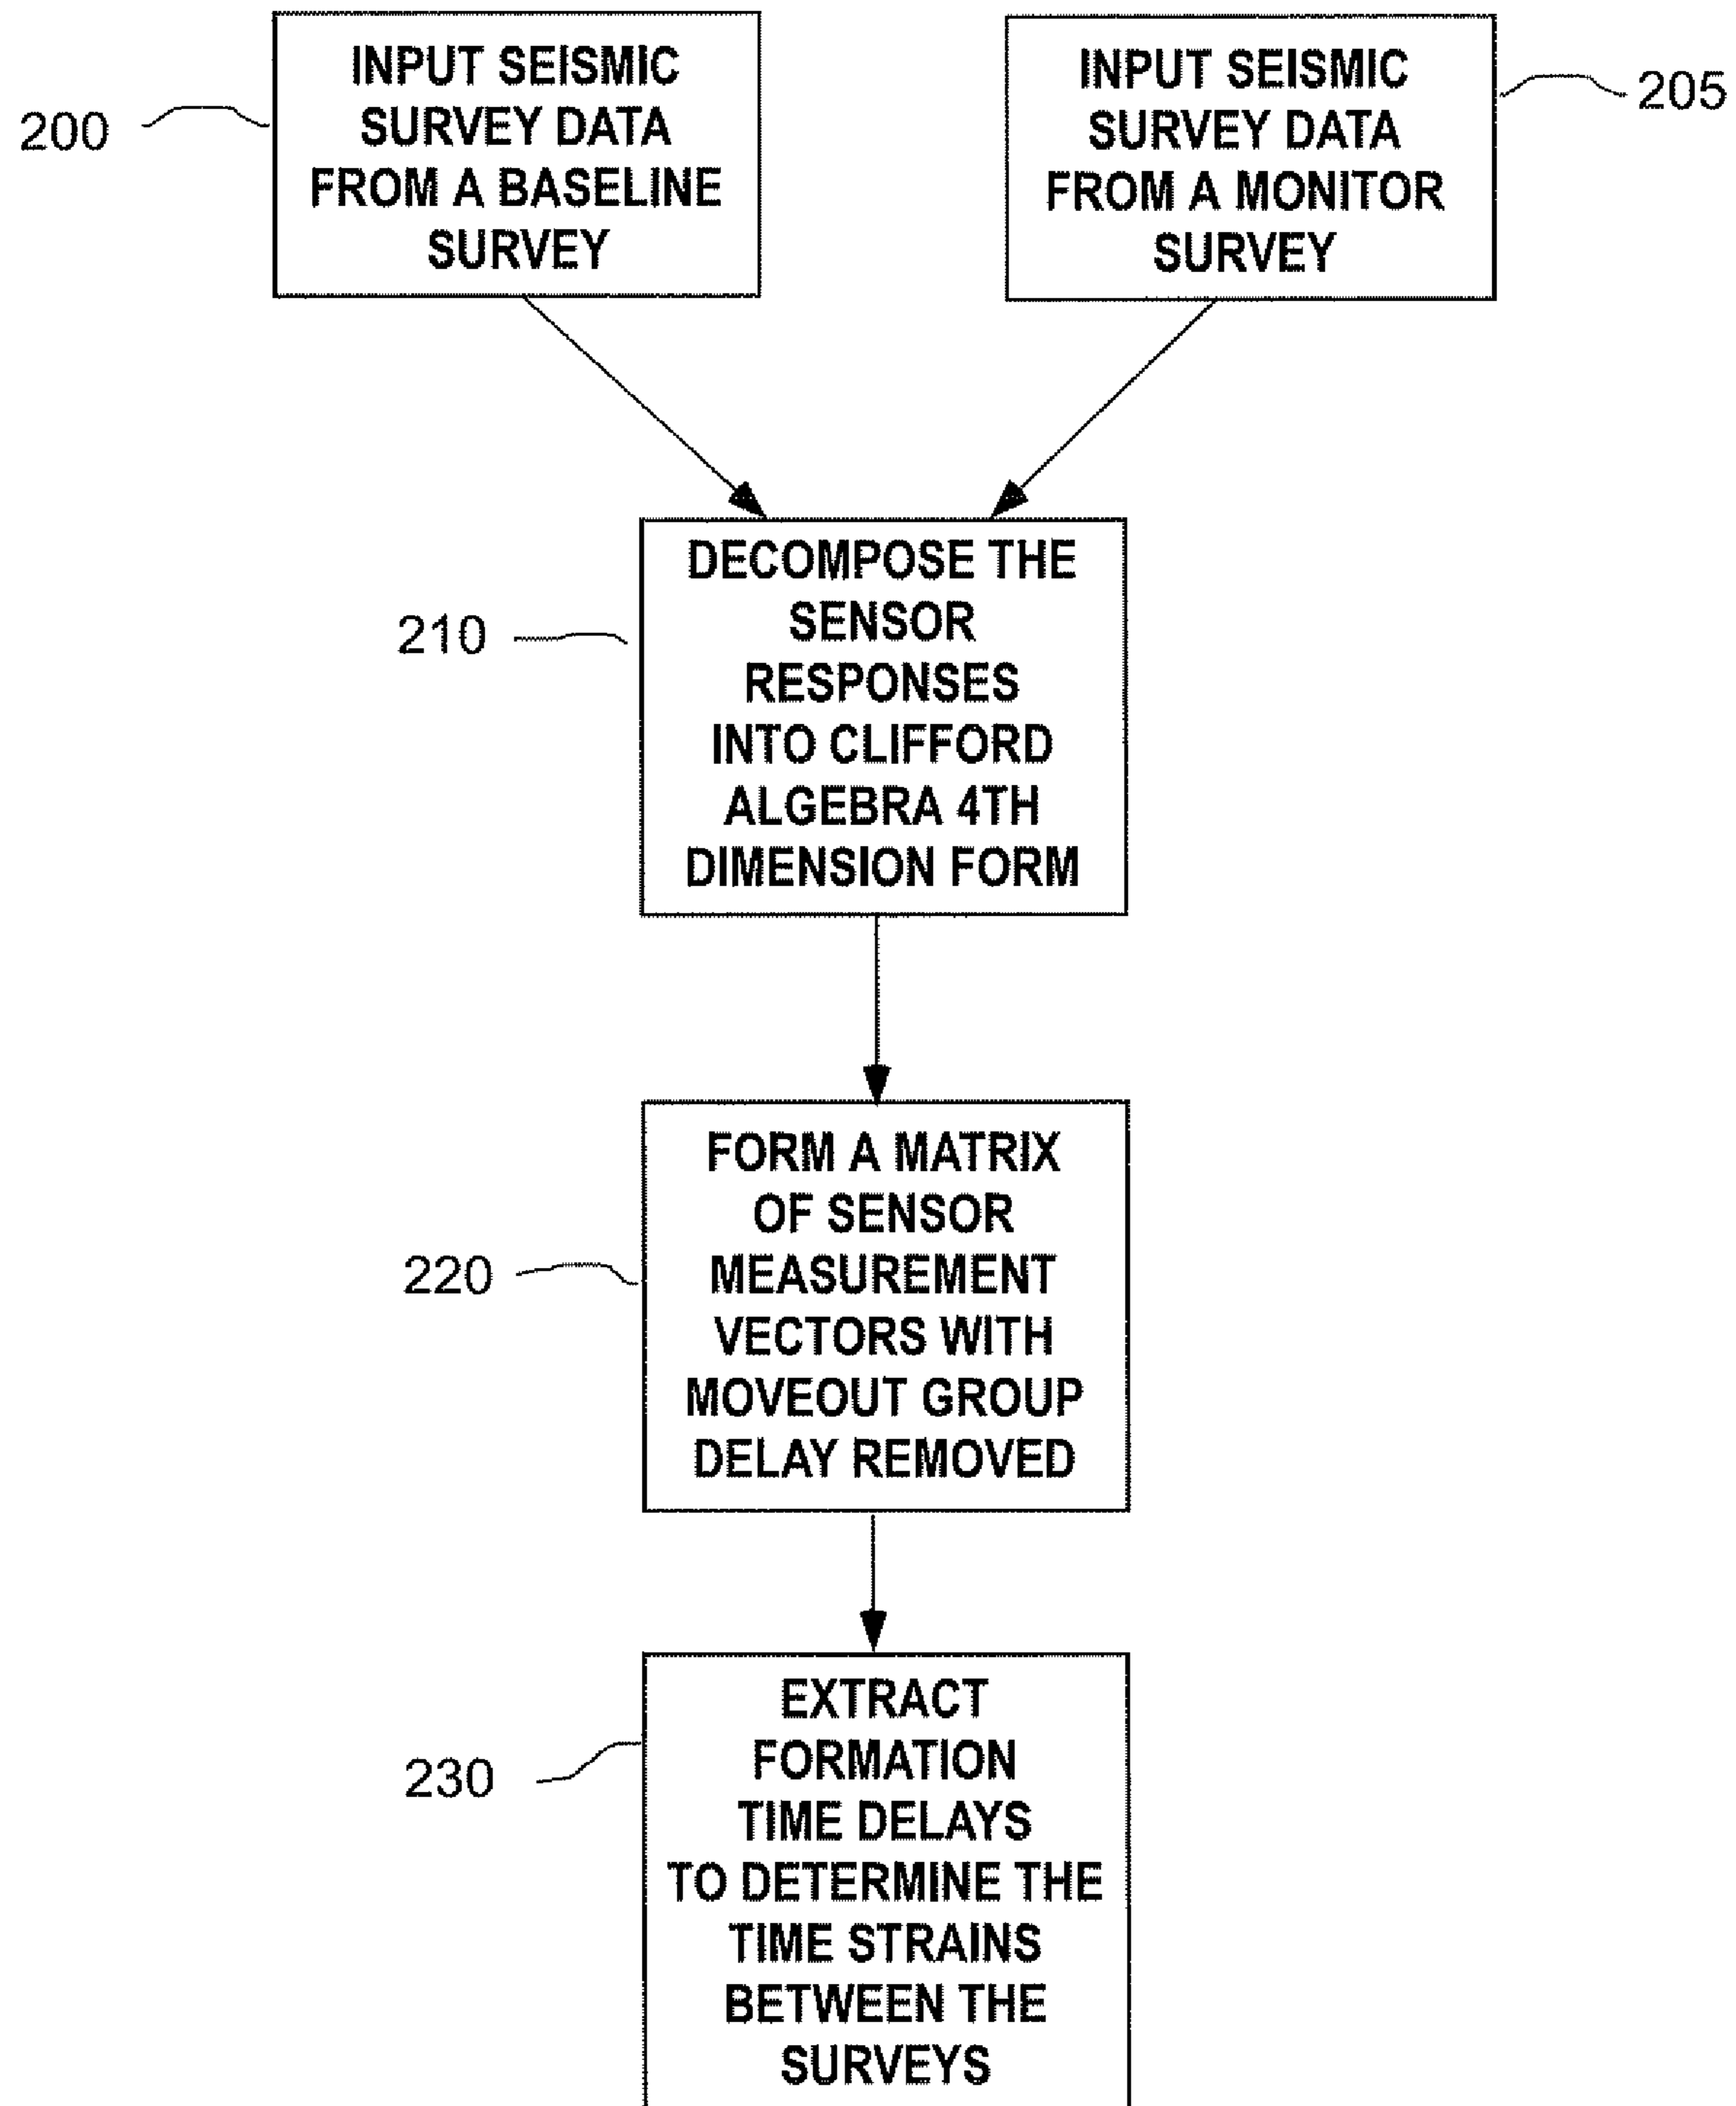 200
INPUT SEISMIC
SURVEY DATA
FROM A BASELINE
SURVEY
INPUT SEISMIC
SURVEY DATA
FROM A MONITOR
SURVEY
205
210
DECOMPOSE THE
SENSOR
RESPONSES
INTO CLIFFORD
ALGEBRA 4TH
DIMENSION FORM
220
FORM A MATRIX
OF SENSOR
MEASUREMENT
VECTORS WITH
MOVEOUT GROUP
DELAY REMOVED
230
EXTRACT
FORMATION
TIME DELAYS
TO DETERMINE THE
TIME STRAINS
BETWEEN THE
SURVEYS